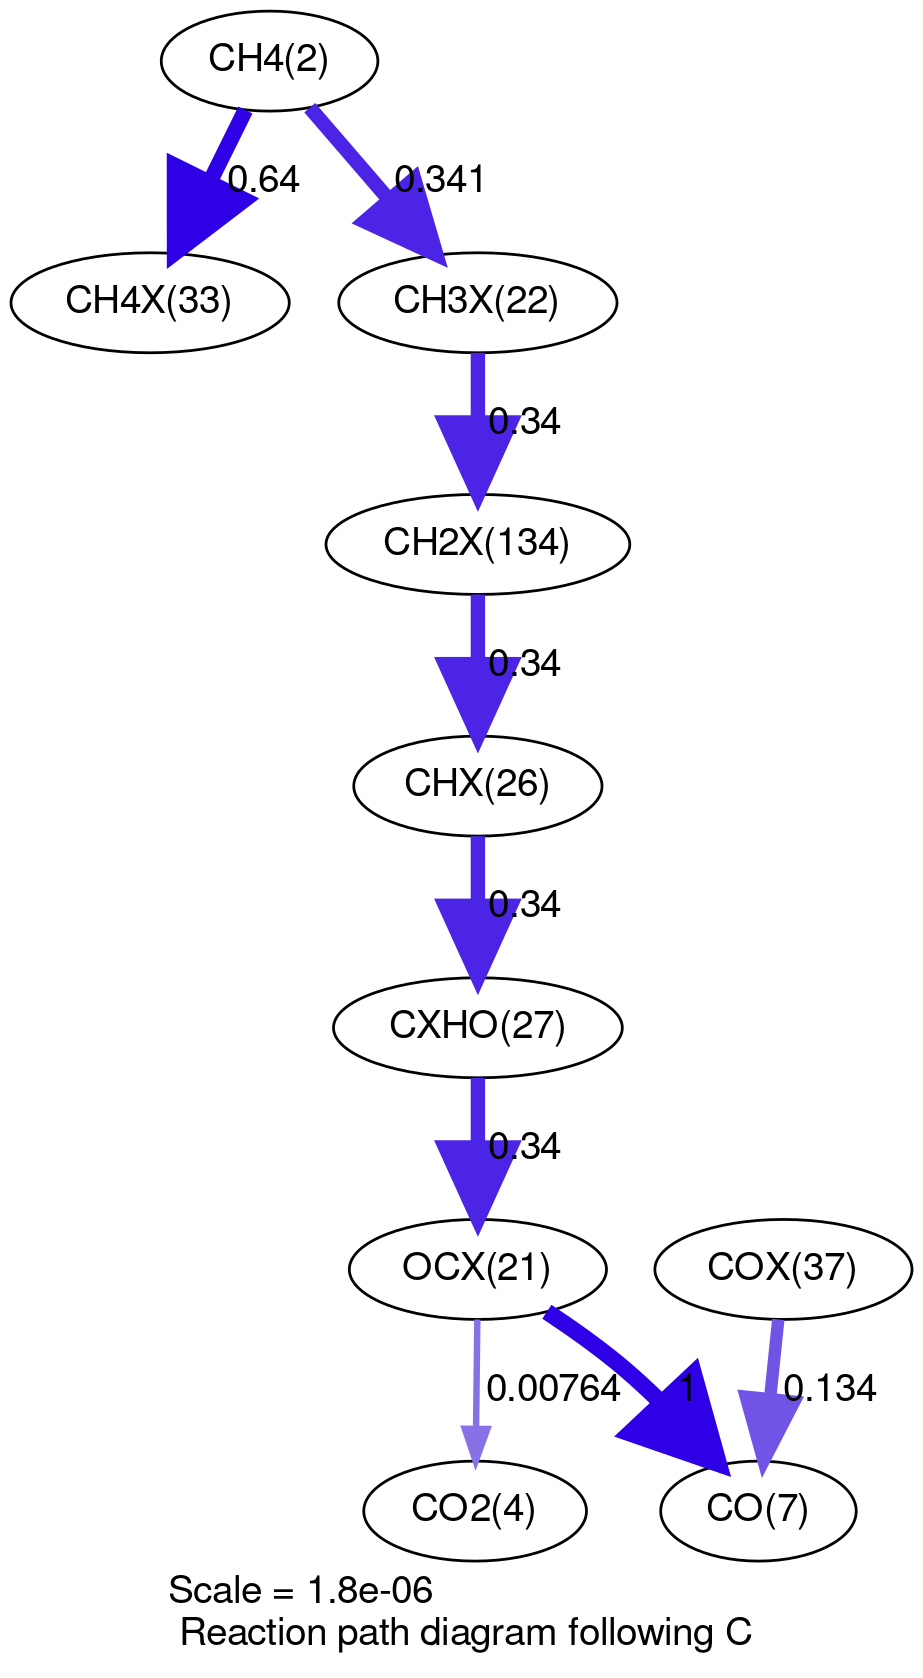 CH4(2)
0.64
0.341
CH4X(33)
CH3X(22)
0.34
CH2X(134)
0.34
CHX(26)
0.34
CXHO(27)
0.34
OCX(21)
COX(37)
0.00764
1
0.134
CO2(4)
CO(7)
Scale = 1.8e-06
Reaction path diagram following C